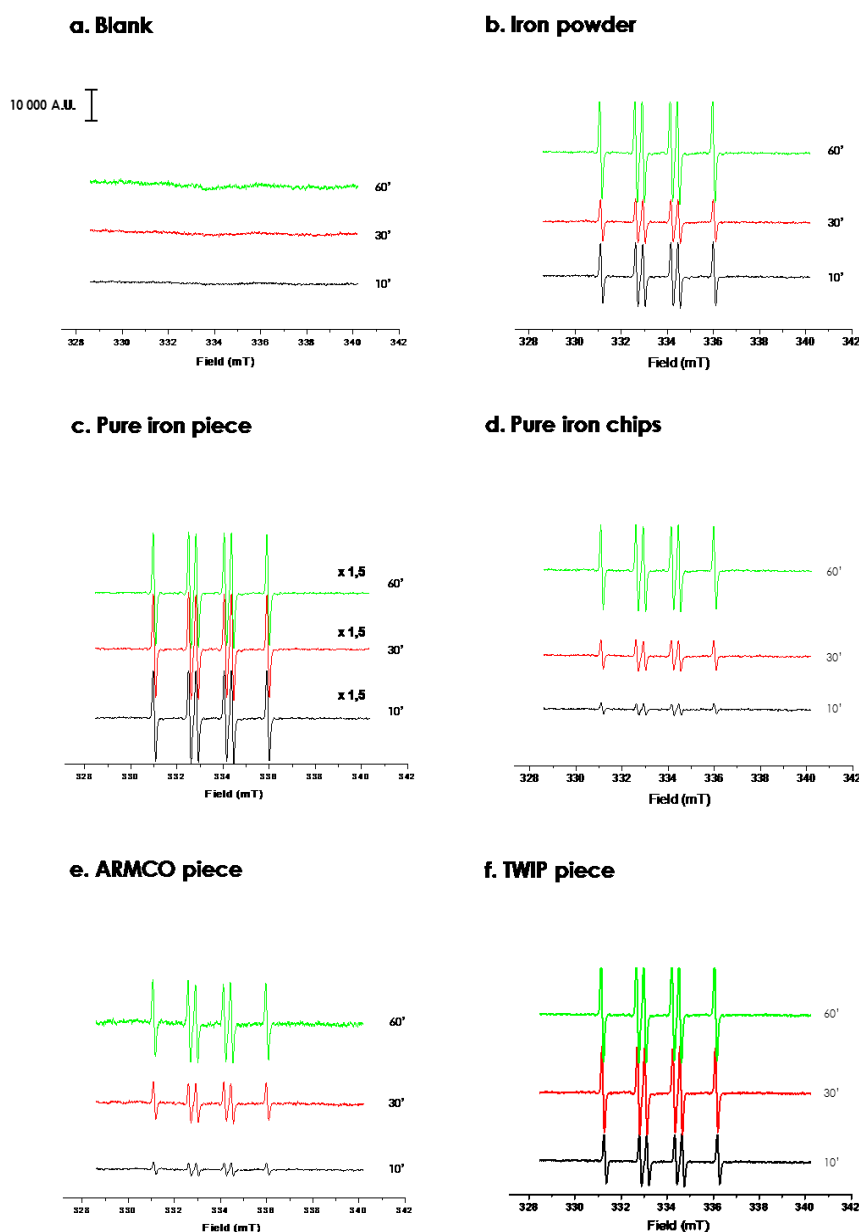 a. Blank
10 000 A.U.
60'
30'
10'
328 330 332 334 336 338 340 342
Field (mT)
b. Iron powder
60'
30'
10'
328 330 332 334 336 338 340 342
Field (mT)
c. Pure iron piece
x 1,5
60'
x 1,5
30'
x 1,5
10'
328 330 332 334 336 338 340 342
Field (mT)
d. Pure iron chips
60'
30'
10'
328 330 332 334 336 338 340 342
Field (mT)
e. ARMCO piece
60'
30'
10'
328 330 332 334 336 338 340 342
Field (mT)
f. TWIP piece
60'
30'
10'
328 330 332 334 336 338 340 342
Field (mT)